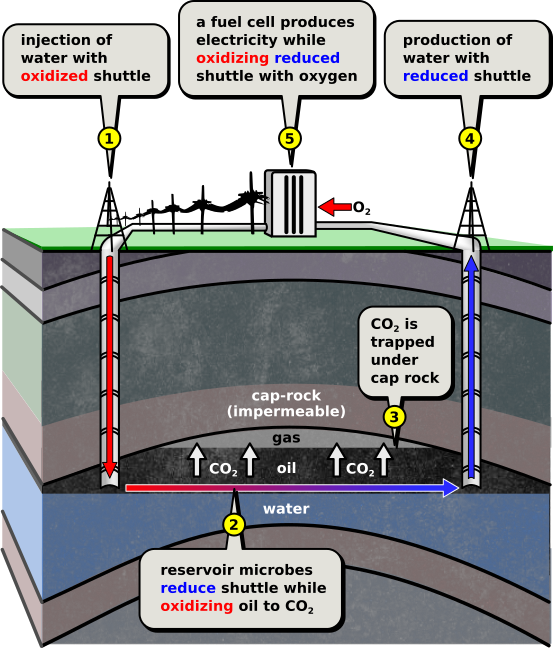 injection of
water with
oxidized shuttle
1
a fuel cell produces
electricity while
oxidizing reduced
shuttle with oxygen
5
production of
water with
reduced shuttle
4
O₂
CO₂ is
trapped
under
cap rock
3
cap-rock
(impermeable)
gas
CO₂ oil CO₂
water
2
reservoir microbes
reduce shuttle while
oxidizing oil to CO₂